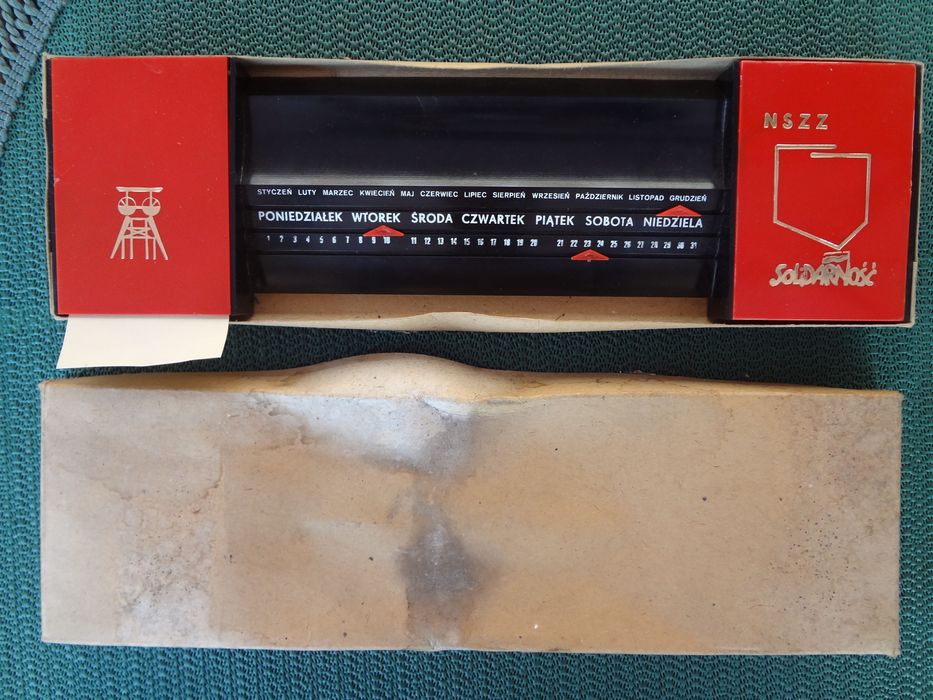 NSZZ
STYCZEŃ LUTY MARZEC KWIECIEŃ MAJ CZERWIEC LIPIEC SIERPIEŃ WRZESIEŃ PAŹDZIERNIK LISTOPAD GRUDZIEŃ
PONIEDZIAŁEK WTOREK ŚRODA CZWARTEK PIĄTEK SOBOTA NIEDZIELA
1 2 3 4 5 6 7 8 9 10 11 12 13 14 15 16 17 18 19 20 21 22 23 24 25 26 27 28 29 30 31
SOLIDARNOŚĆ